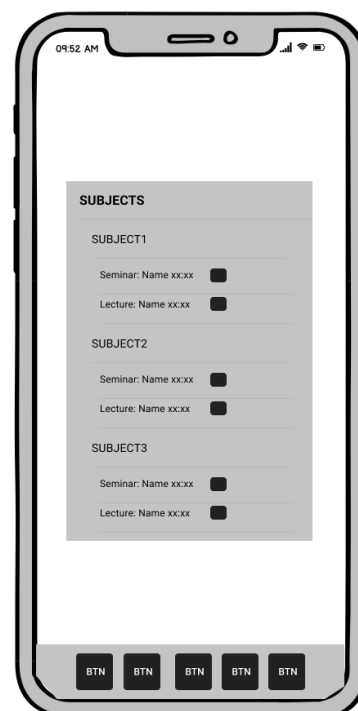 09:52 AM
SUBJECTS
SUBJECT1
Seminar: Name xx:xx
Lecture: Name xx:xx
SUBJECT2
Seminar: Name xx:xx
Lecture: Name xx:xx
SUBJECT3
Seminar: Name xx:xx
Lecture: Name xx:xx
BTN BTN BTN BTN BTN